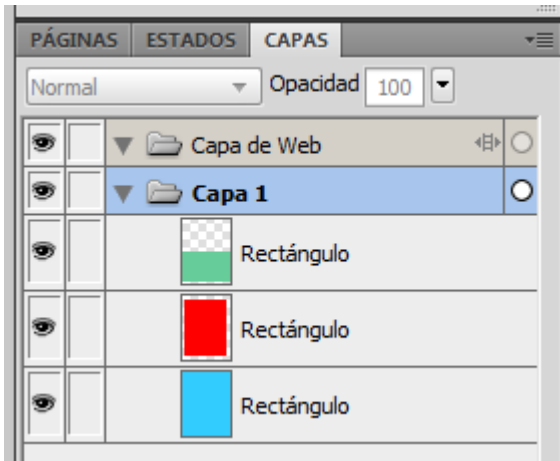 PÁGINAS ESTADOS CAPAS
Normal Opacidad 100
Capa de Web
Capa 1
Rectángulo
Rectángulo
Rectángulo